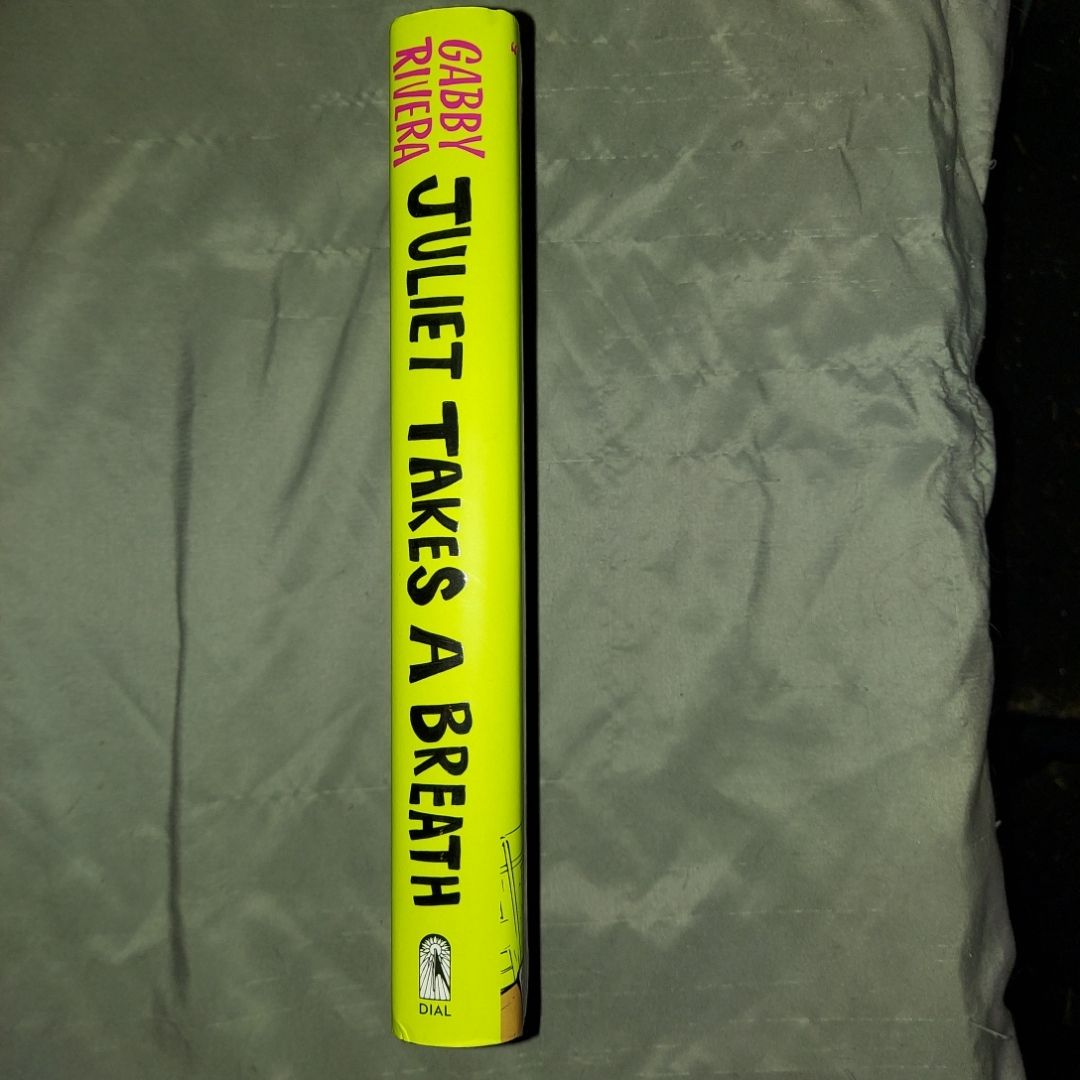 GABBY
RIVERA
JULIET TAKES A BREATH
DIAL